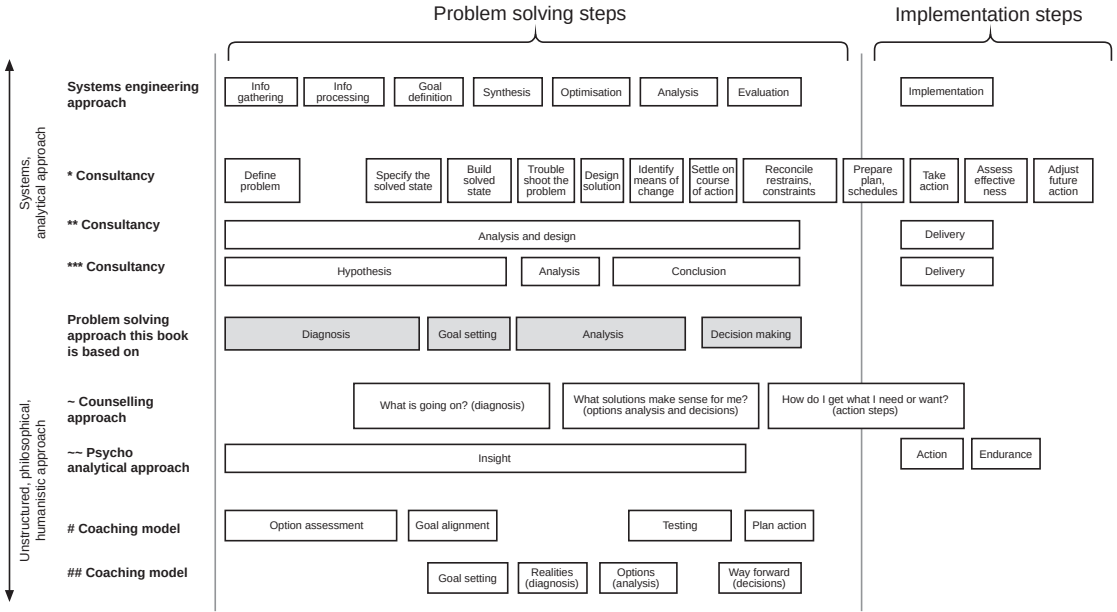 Problem solving steps
Implementation steps
Systems,
analytical approach
Unstructured, philosophical,
humanistic approach
Systems engineering
approach
Info
gathering
Info
processing
Goal
definition
Synthesis
Optimisation
Analysis
Evaluation
Implementation
* Consultancy
Define
problem
Specify the
solved state
Build
solved
state
Trouble
shoot the
problem
Design
solution
Identify
means of
change
Settle on
course
of action
Reconcile
restrains,
constraints
Prepare
plan,
schedules
Take
action
Assess
effective
ness
Adjust
future
action
** Consultancy
Analysis and design
Delivery
*** Consultancy
Hypothesis
Analysis
Conclusion
Delivery
Problem solving
approach this book
is based on
Diagnosis
Goal setting
Analysis
Decision making
~ Counselling
approach
What is going on? (diagnosis)
What solutions make sense for me?
(options analysis and decisions)
How do I get what I need or want?
(action steps)
~~ Psycho
analytical approach
Insight
Action
Endurance
# Coaching model
Option assessment
Goal alignment
Testing
Plan action
## Coaching model
Goal setting
Realities
(diagnosis)
Options
(analysis)
Way forward
(decisions)